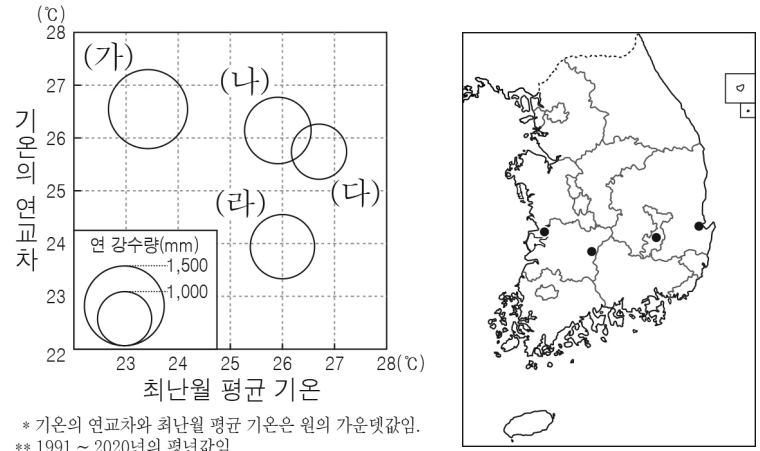 (℃)
28
27
26
25
24
23
22
기온의 연교차
(가)
(나)
(다)
(라)
연 강수량(mm)
1,500
1,000
23 24 25 26 27 28(℃)
최난월 평균 기온
* 기온의 연교차와 최난월 평균 기온은 원의 가운뎃값임.
** 1991 ~ 2020년의 평년값임.